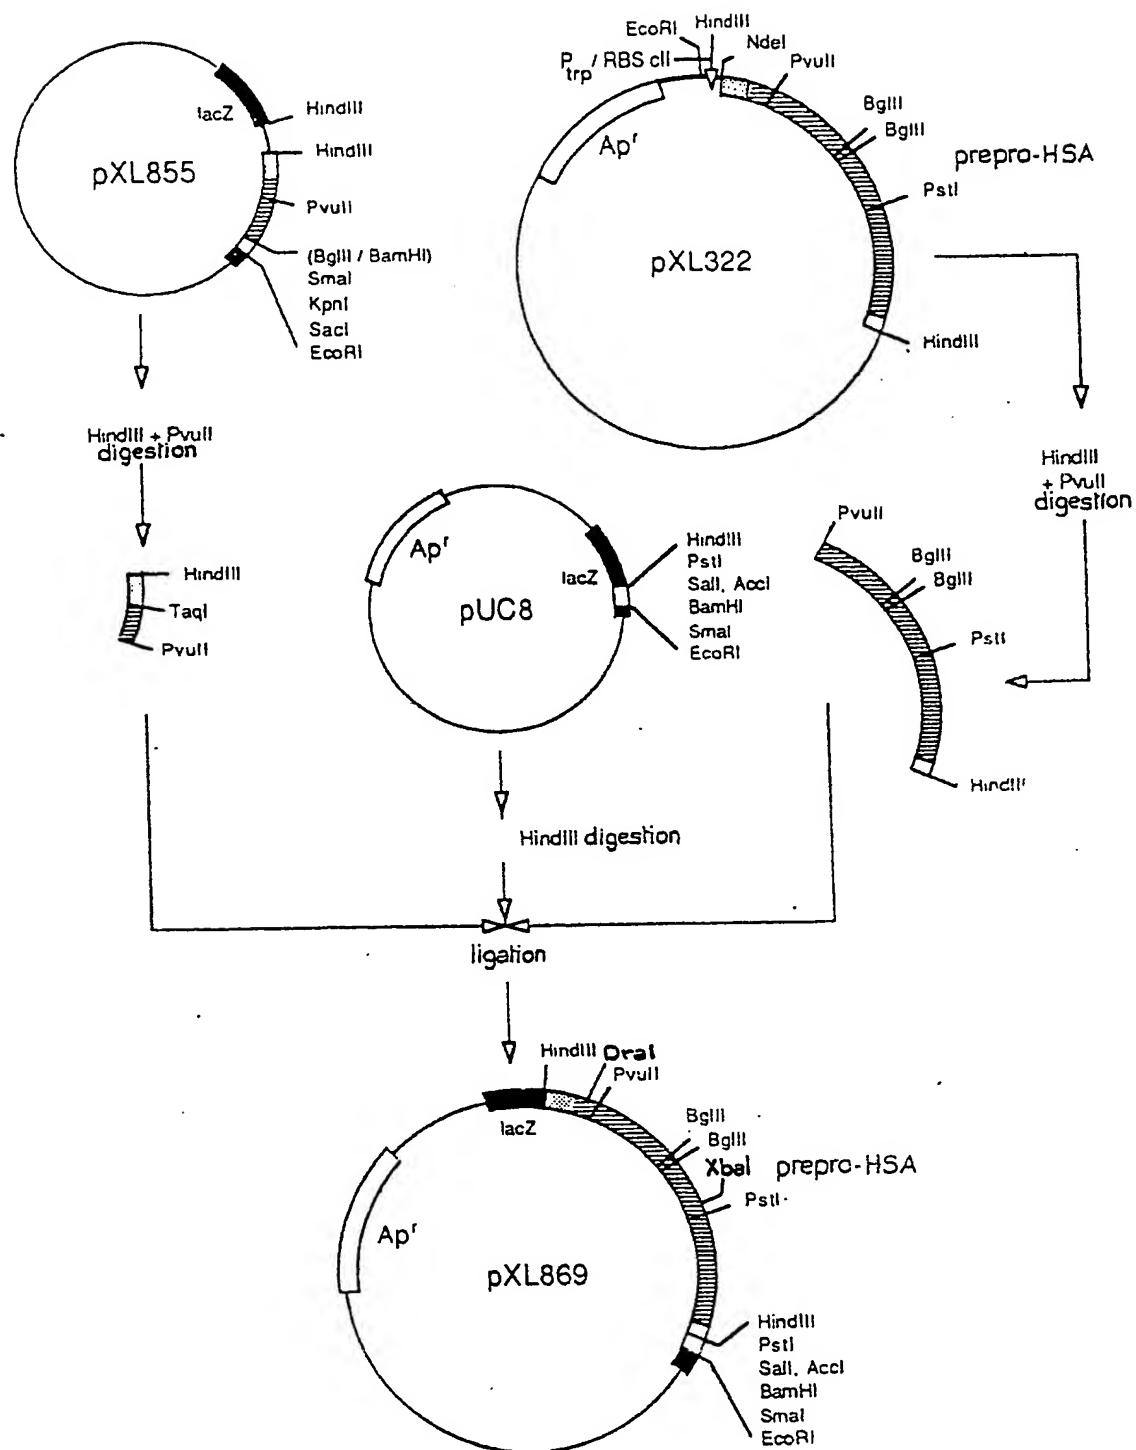 lacZ
HindIII
HindIII
pXL855
PvuII
(BglII / BamHI)
SmaI
KpnI
SacI
EcoRI
HindIII + PvuII
digestion
HindIII
TaqI
PvuII
EcoRI
HindIII
NdeI
Ptrp / RBS cII
PvuII
BglII
BglII
prepro-HSA
Apr
PstI
pXL322
HindIII
HindIII
+ PvuII
digestion
PvuII
BglII
BglII
PstI
HindIII
Apr
lacZ
HindIII
PstI
SalI, AccI
BamHI
SmaI
EcoRI
pUC8
HindIII digestion
ligation
HindIII DraI
PvuII
lacZ
BglII
BglII
XbaI prepro-HSA
PstI
Apr
pXL869
HindIII
PstI
SalI, AccI
BamHI
SmaI
EcoRI